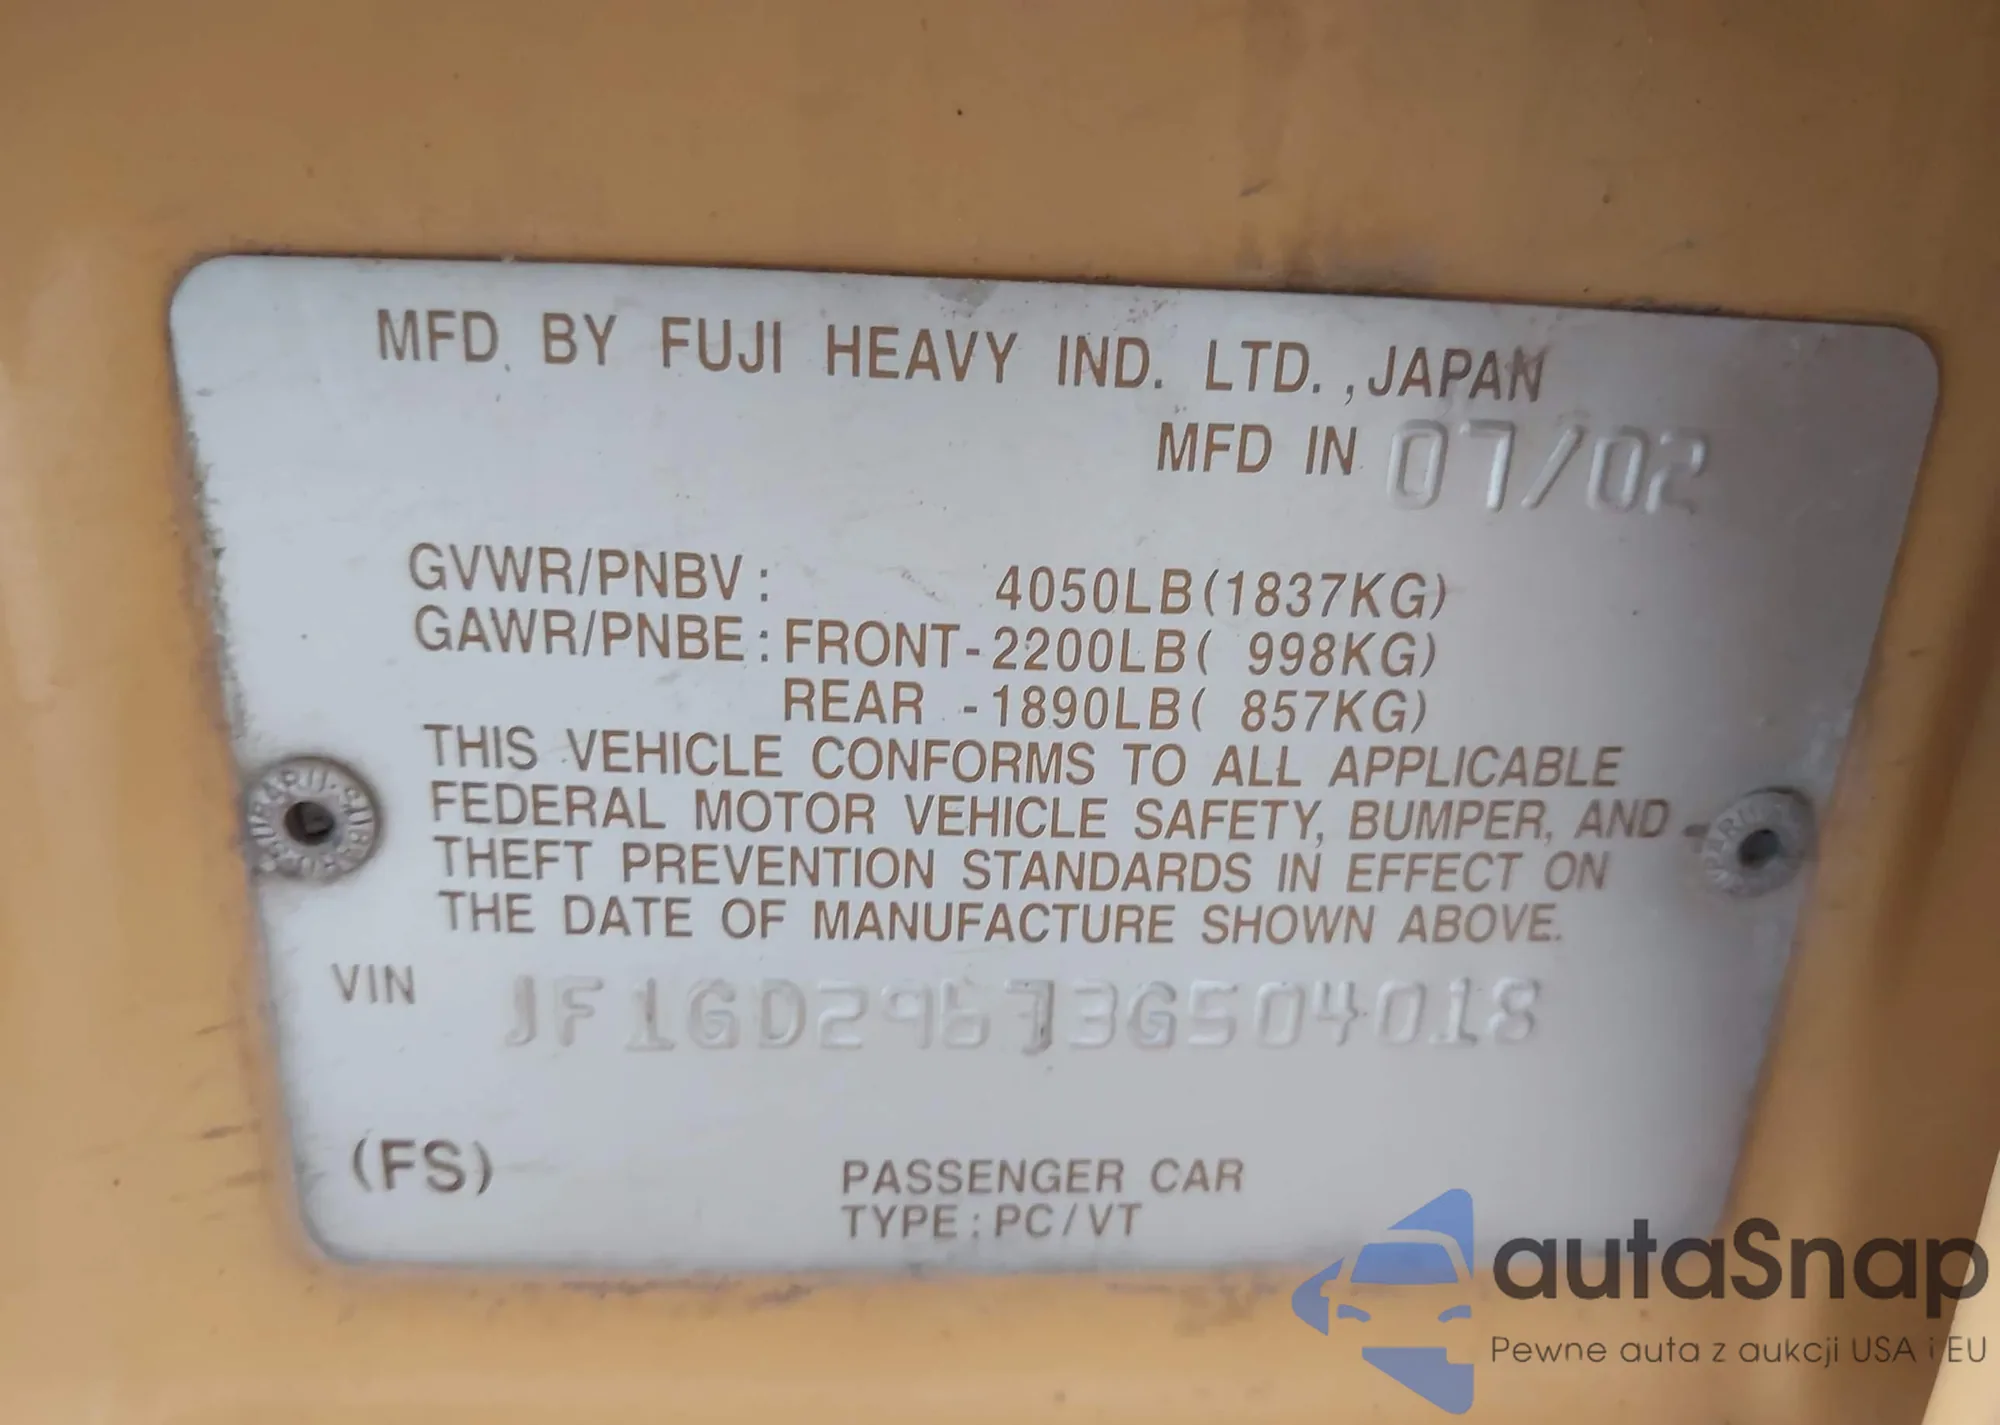 MFD. BY FUJI HEAVY IND. LTD.,JAPAN
MFD IN 07/02
GVWR/PNBV: 4050LB(1837KG)
GAWR/PNBE:FRONT-2200LB( 998KG)
REAR -1890LB( 857KG)
THIS VEHICLE CONFORMS TO ALL APPLICABLE
FEDERAL MOTOR VEHICLE SAFETY, BUMPER, AND
THEFT PREVENTION STANDARDS IN EFFECT ON
THE DATE OF MANUFACTURE SHOWN ABOVE.
VIN JF1GD29673G504018
(FS)
PASSENGER CAR
TYPE:PC/VT
autaSnap
Pewne auta z aukcji USA i EU